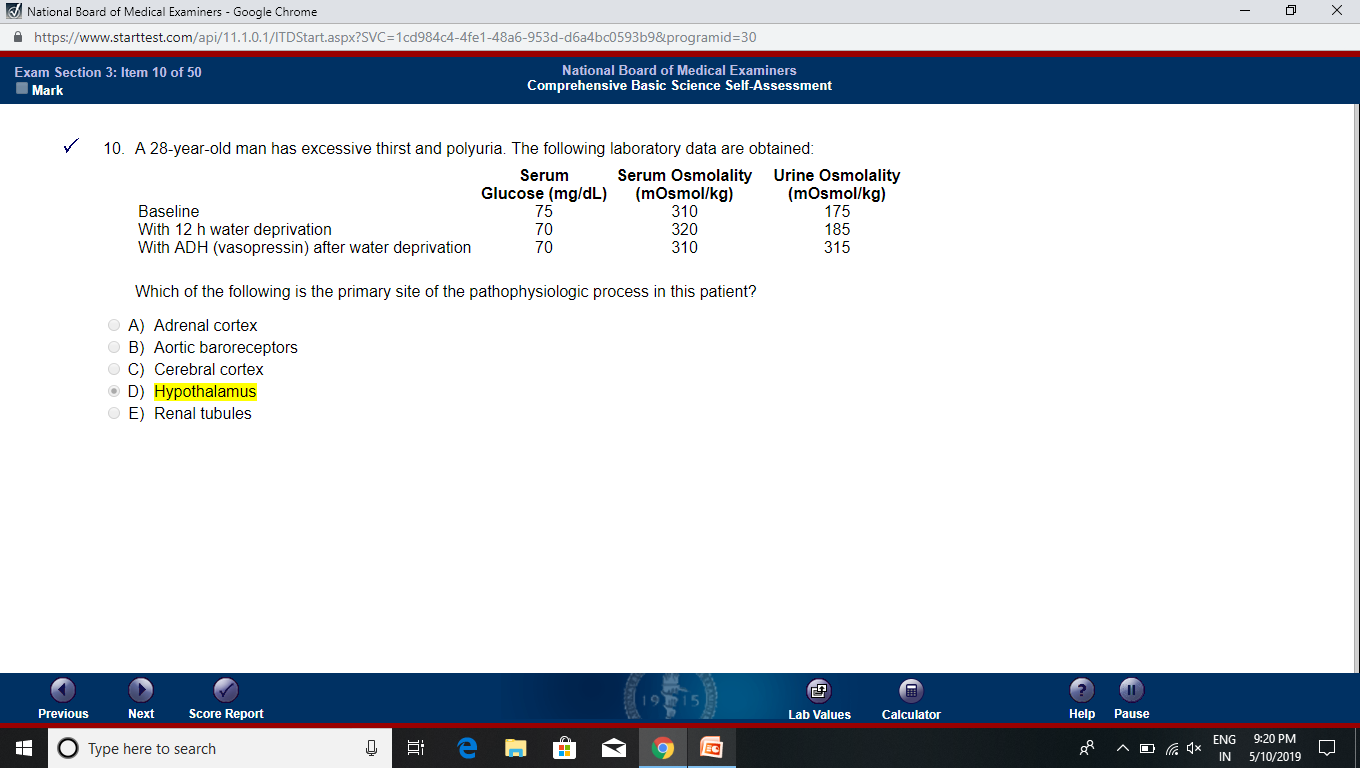 National Board of Medical Examiners - Google Chrome
https://www.starttest.com/api/11.1.0.1/ITDStart.aspx?SVC=1cd984c4-4fe1-48a6-953d-d6a4bc0593b9&programid=30
Exam Section 3: Item 10 of 50
National Board of Medical Examiners
Mark
Comprehensive Basic Science Self-Assessment
10. A 28-year-old man has excessive thirst and polyuria. The following laboratory data are obtained:
Serum Serum Osmolality Urine Osmolality
Glucose (mg/dL) (mOsmol/kg) (mOsmol/kg)
Baseline 75 310 175
With 12 h water deprivation 70 320 185
With ADH (vasopressin) after water deprivation 70 310 315
Which of the following is the primary site of the pathophysiologic process in this patient?
A) Adrenal cortex
B) Aortic baroreceptors
C) Cerebral cortex
D) Hypothalamus
E) Renal tubules
19 15
Previous Next Score Report Lab Values Calculator Help Pause
Type here to search
ENG 9:20 PM
IN 5/10/2019